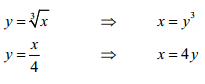 y = ∛x ⇒ x = y³
y = x/4 ⇒ x = 4y